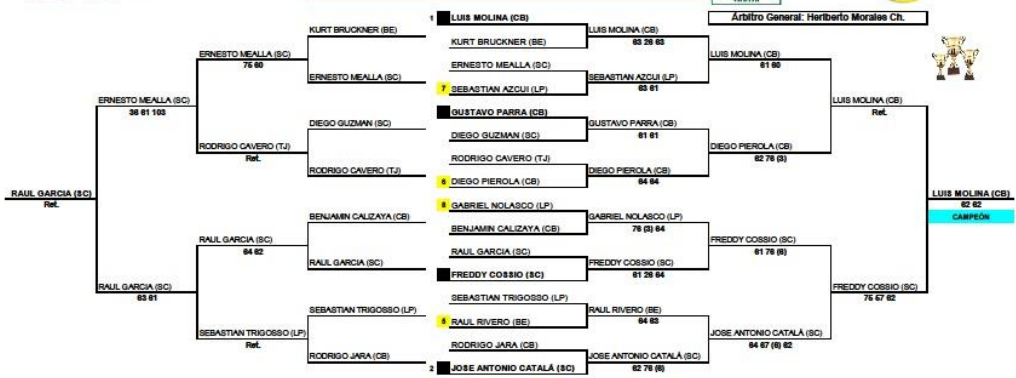 Árbitro General: Heriberto Morales Ch.
1 LUIS MOLINA (CB)
KURT BRUCKNER (BE)
ERNESTO MEALLA (SC)
7 SEBASTIAN AZCUI (LP)
GUSTAVO PARRA (CB)
DIEGO GUZMAN (SC)
RODRIGO CAVERO (TJ)
6 DIEGO PIEROLA (CB)
8 GABRIEL NOLASCO (LP)
BENJAMIN CALIZAYA (CB)
RAUL GARCIA (SC)
FREDDY COSSIO (SC)
SEBASTIAN TRIGOSSO (LP)
5 RAUL RIVERO (BE)
RODRIGO JARA (CB)
2 JOSE ANTONIO CATALÁ (SC)
LUIS MOLINA (CB)
63 26 63
SEBASTIAN AZCUI (LP)
63 61
GUSTAVO PARRA (CB)
61 61
DIEGO PIEROLA (CB)
64 64
GABRIEL NOLASCO (LP)
76 (3) 64
FREDDY COSSIO (SC)
61 26 64
RAUL RIVERO (BE)
64 63
JOSE ANTONIO CATALÁ (SC)
62 76 (6)
LUIS MOLINA (CB)
61 60
DIEGO PIEROLA (CB)
62 76 (3)
FREDDY COSSIO (SC)
61 76 (6)
JOSE ANTONIO CATALÁ (SC)
64 67 (6) 62
LUIS MOLINA (CB)
Ret.
FREDDY COSSIO (SC)
75 57 62
LUIS MOLINA (CB)
62 62
CAMPEÓN
KURT BRUCKNER (BE)
ERNESTO MEALLA (SC)
DIEGO GUZMAN (SC)
RODRIGO CAVERO (TJ)
BENJAMIN CALIZAYA (CB)
RAUL GARCIA (SC)
SEBASTIAN TRIGOSSO (LP)
RODRIGO JARA (CB)
ERNESTO MEALLA (SC)
75 60
RODRIGO CAVERO (TJ)
Ret.
RAUL GARCIA (SC)
64 62
SEBASTIAN TRIGOSSO (LP)
Ret.
ERNESTO MEALLA (SC)
36 61 103
RAUL GARCIA (SC)
63 61
RAUL GARCIA (SC)
Ret.